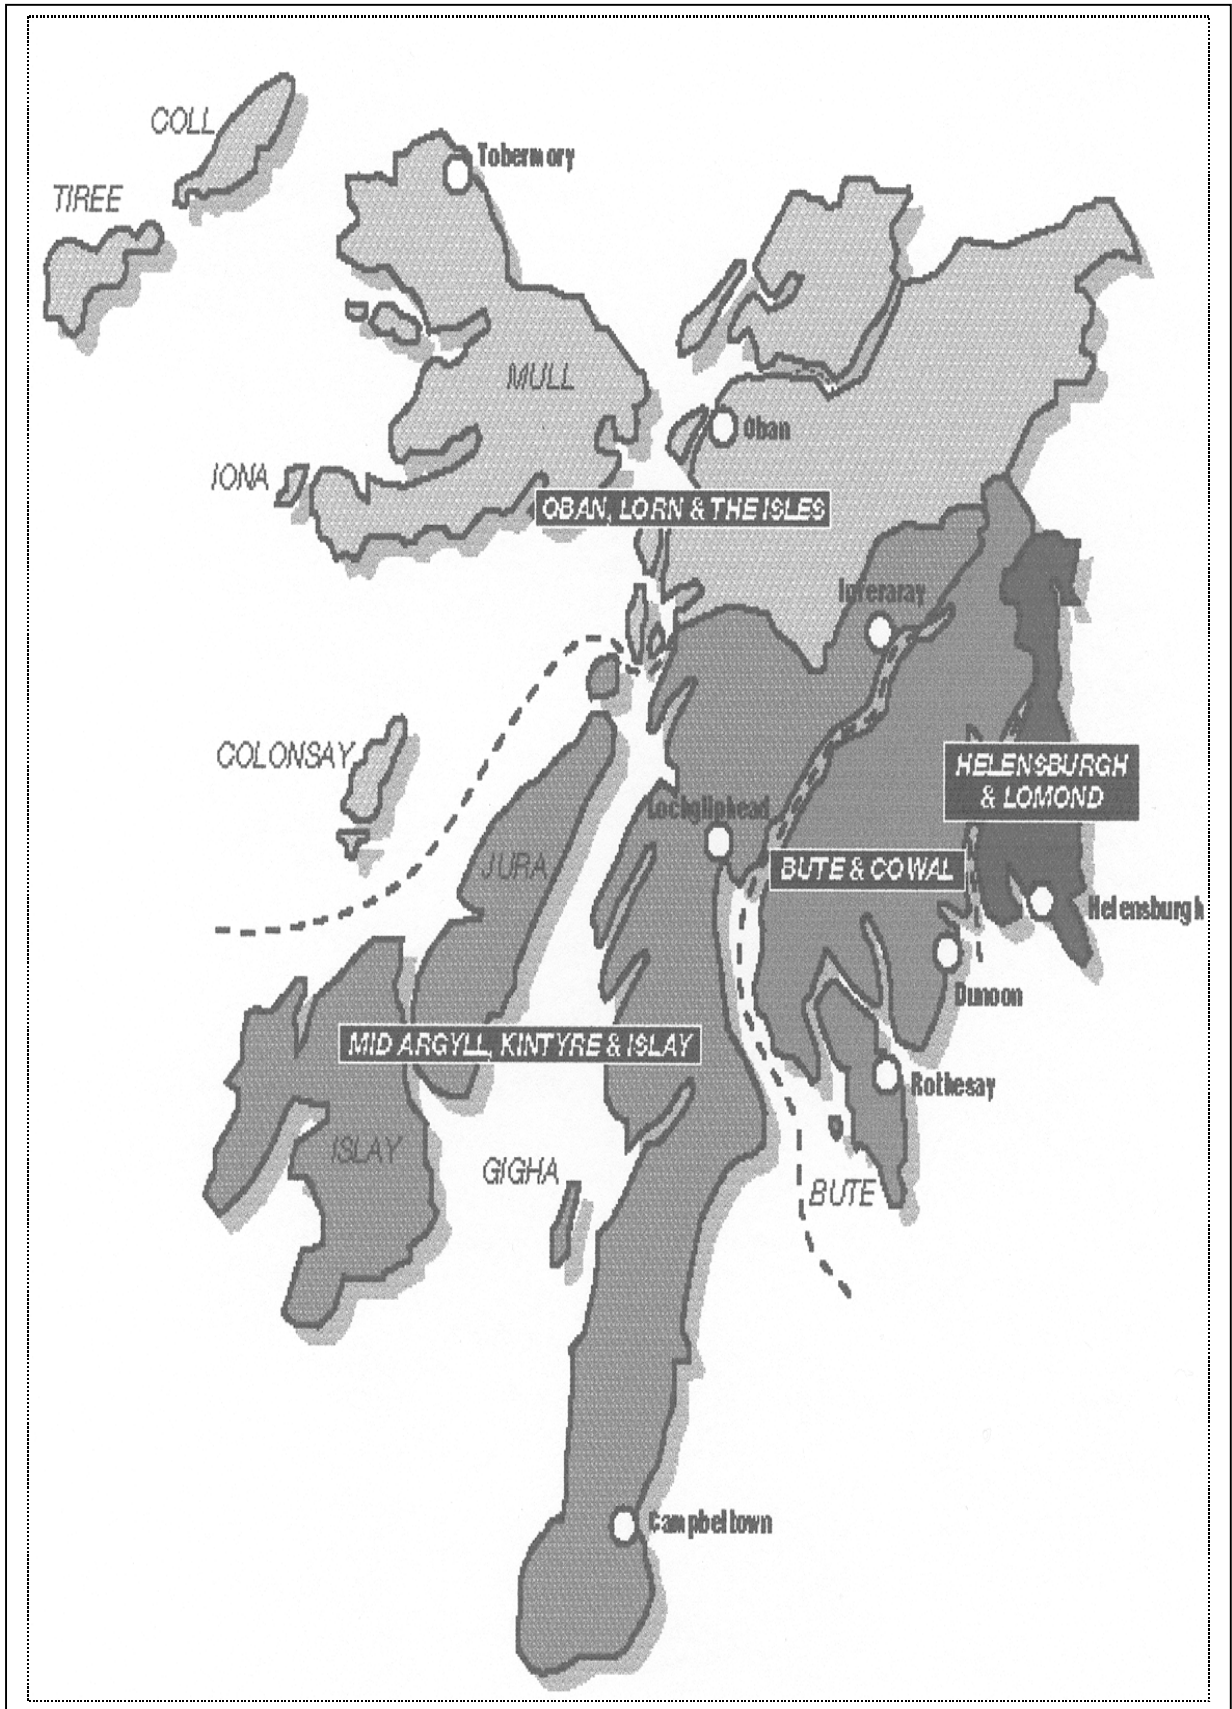 COLL
Tobermory
TIREE
MULL
Oban
IONA
OBAN, LORN & THE ISLES
Inveraray
COLONSAY
HELENSBURGH
& LOMOND
Lochgilphead
JURA
BUTE & COWAL
Helensburgh
Dunoon
MID ARGYLL, KINTYRE & ISLAY
Rothesay
ISLAY
GIGHA
BUTE
Campbeltown